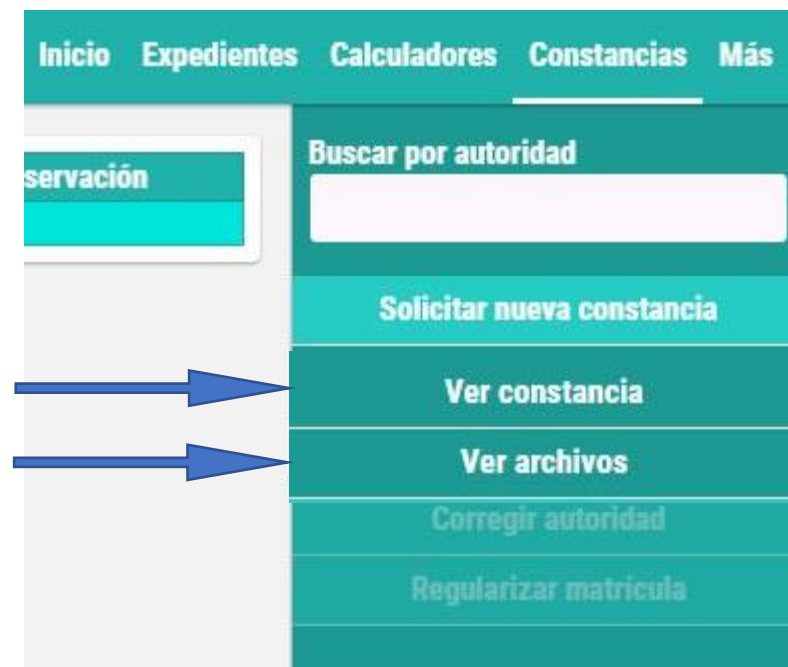 Inicio Expedientes Calculadores Constancias Más
servación
Buscar por autoridad
Solicitar nueva constancia
Ver constancia
Ver archivos
Corregir autoridad
Regularizar matrícula